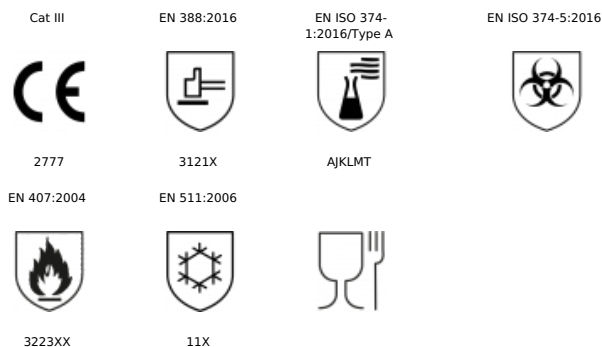 Cat III
EN 388:2016
EN ISO 374-
1:2016/Type A
EN ISO 374-5:2016
CE
2777
3121X
AJKLMT
EN 407:2004
EN 511:2006
3223XX
11X